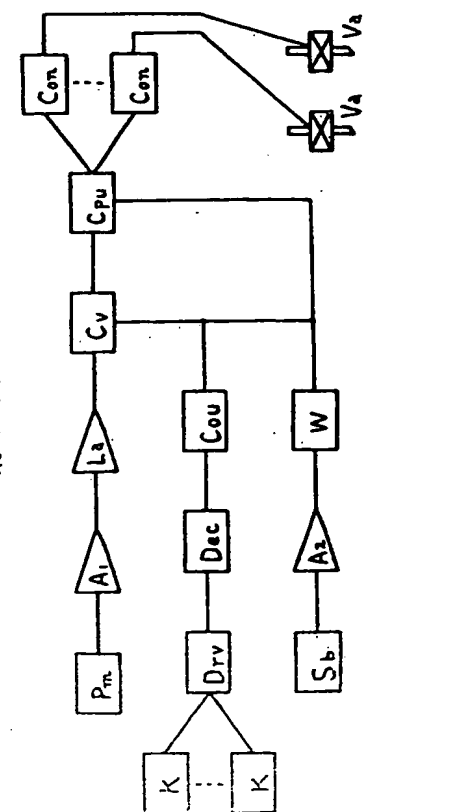 Con
Pm A₁ La Cv Cpu
Con
K
Drv Dec Cou
K
Sb A₂ W
Va Va